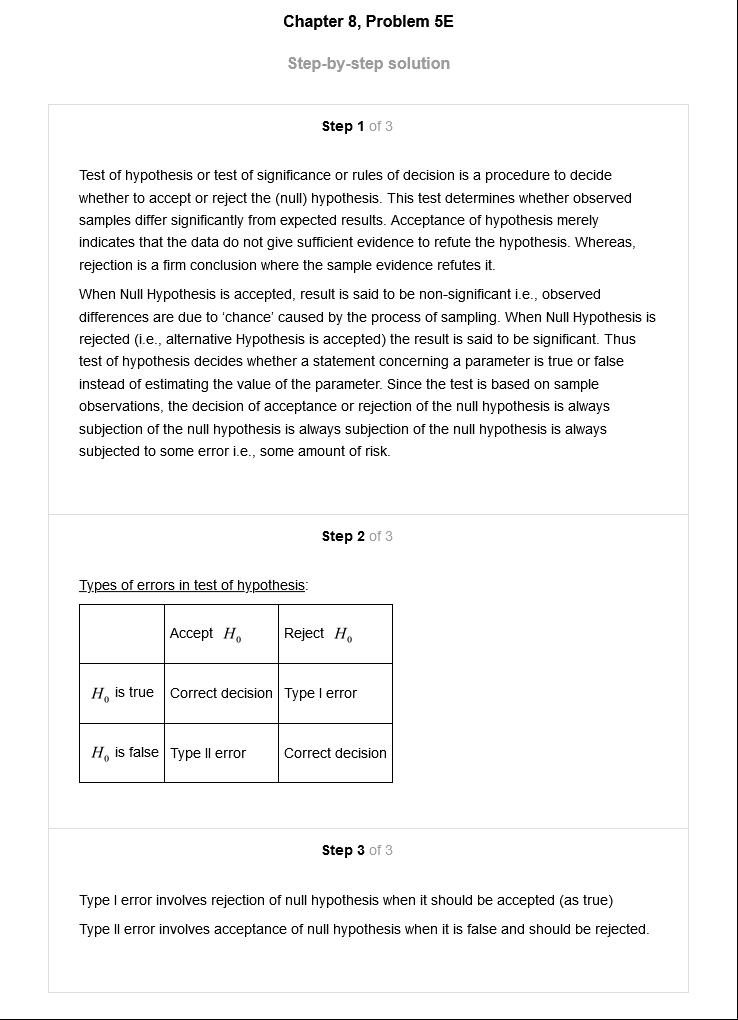 Chapter 8, Problem 5E
Step-by-step solution
Step 1 of 3
Test of hypothesis or test of significance or rules of decision is a procedure to decide
whether to accept or reject the (null) hypothesis. This test determines whether observed
samples differ significantly from expected results. Acceptance of hypothesis merely
indicates that the data do not give sufficient evidence to refute the hypothesis. Whereas,
rejection is a firm conclusion where the sample evidence refutes it.
When Null Hypothesis is accepted, result is said to be non-significant i.e., observed
differences are due to ‘chance’ caused by the process of sampling. When Null Hypothesis is
rejected (i.e., alternative Hypothesis is accepted) the result is said to be significant. Thus
test of hypothesis decides whether a statement concerning a parameter is true or false
instead of estimating the value of the parameter. Since the test is based on sample
observations, the decision of acceptance or rejection of the null hypothesis is always
subjection of the null hypothesis is always subjection of the null hypothesis is always
subjected to some error i.e., some amount of risk.
Step 2 of 3
Types of errors in test of hypothesis:
Accept H₀ Reject H₀
H₀ is true Correct decision Type I error
H₀ is false Type II error Correct decision
Step 3 of 3
Type I error involves rejection of null hypothesis when it should be accepted (as true)
Type II error involves acceptance of null hypothesis when it is false and should be rejected.